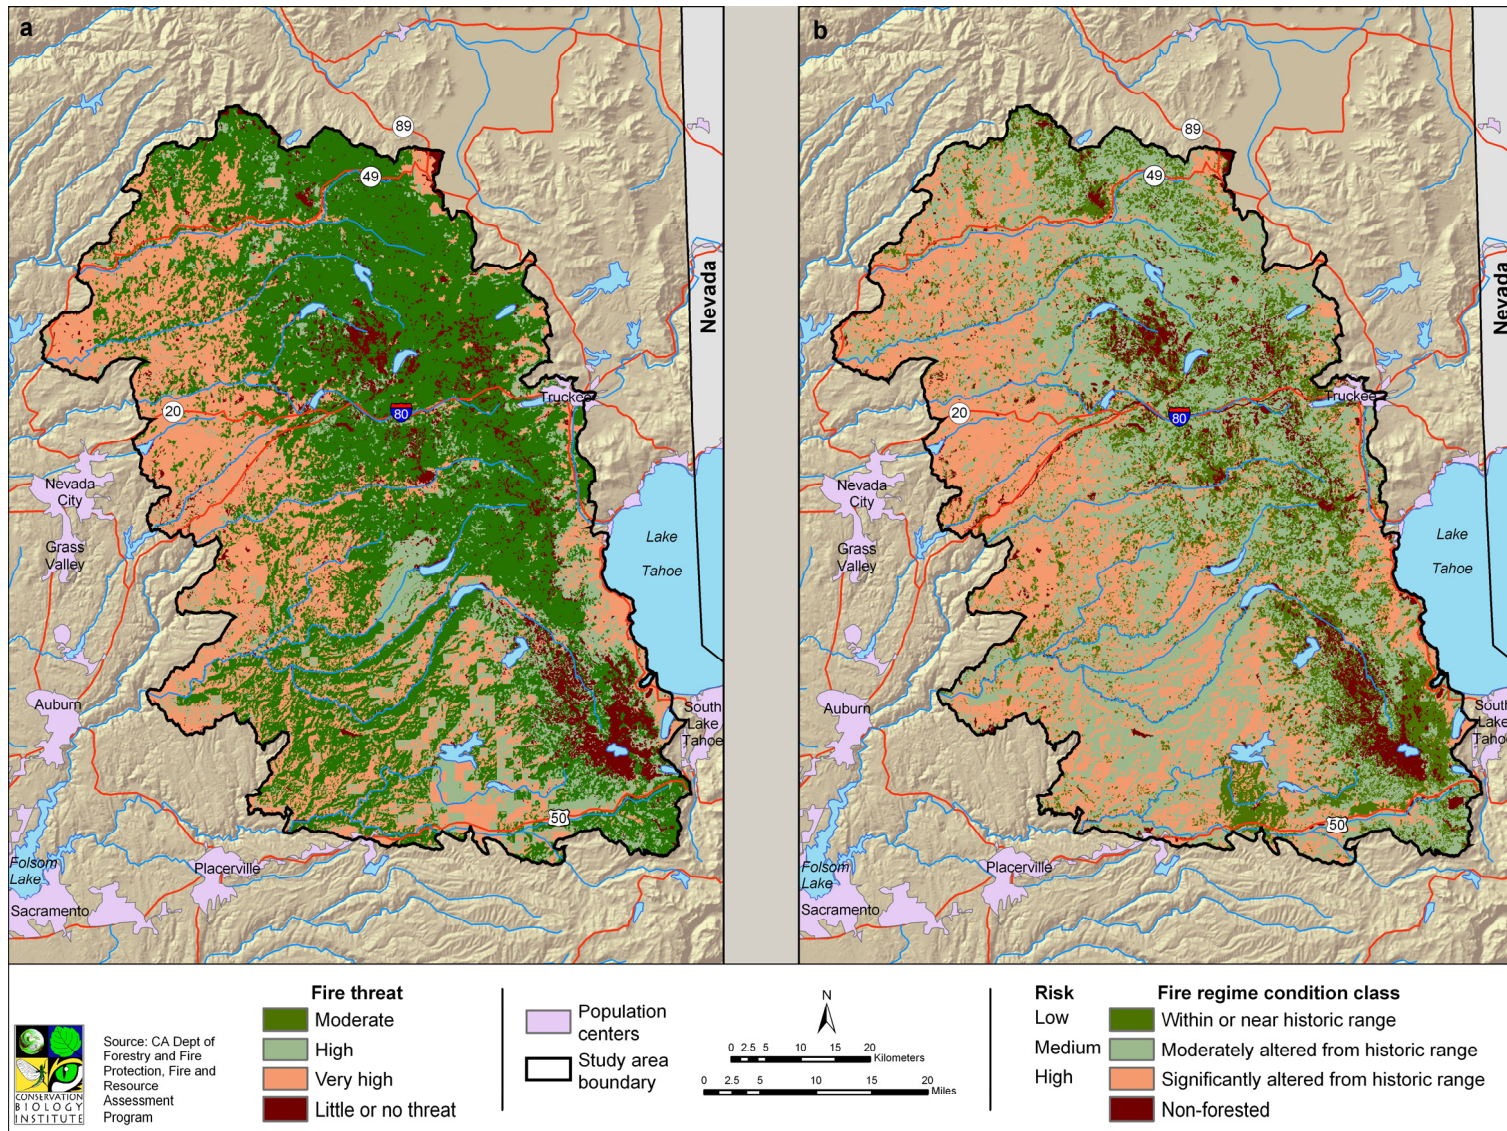 a
89
49
Nevada
20
80
Truckee
Nevada
City
Grass
Valley
Lake
Tahoe
Auburn
South
Lake
Tahoe
50
Folsom
Lake
Placerville
Sacramento
b
89
49
Nevada
20
80
Truckee
Nevada
City
Grass
Valley
Lake
Tahoe
Auburn
South
Lake
Tahoe
50
Folsom
Lake
Placerville
Sacramento
CONSERVATION
BIOLOGY
INSTITUTE
Source: CA Dept of
Forestry and Fire
Protection, Fire and
Resource
Assessment
Program
Fire threat
Moderate
High
Very high
Little or no threat
Population
centers
Study area
boundary
N
0 2.5 5 10 15 20
Kilometers
0 2.5 5 10 15 20
Miles
Risk Fire regime condition class
Low Within or near historic range
Medium Moderately altered from historic range
High Significantly altered from historic range
Non-forested